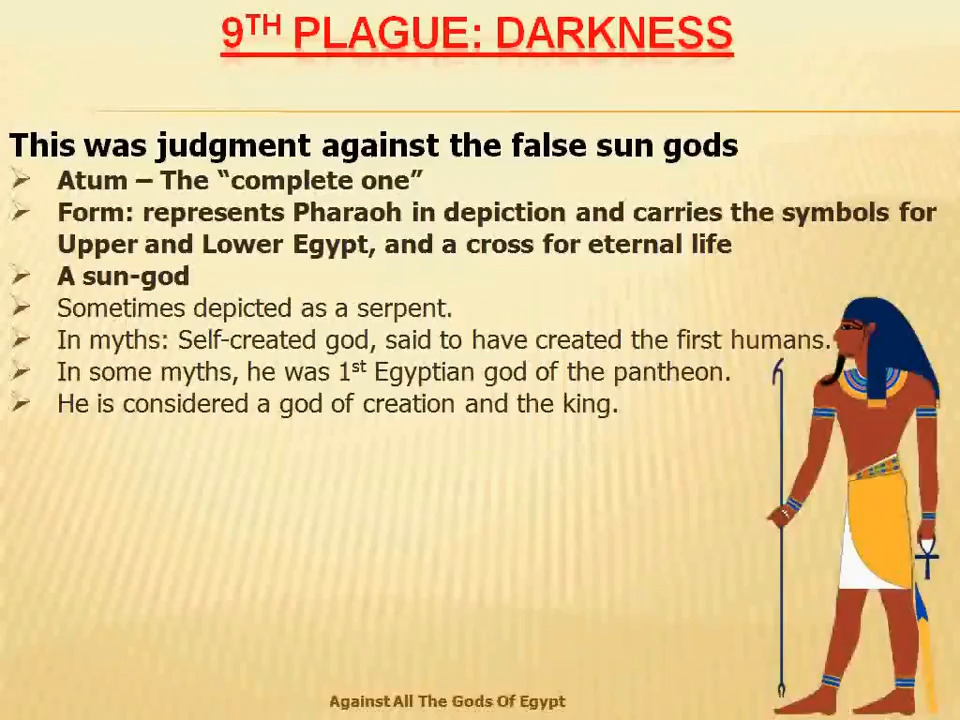 9TH PLAGUE: DARKNESS
This was judgment against the false sun gods
Atum – The “complete one”
Form: represents Pharaoh in depiction and carries the symbols for
Upper and Lower Egypt, and a cross for eternal life
A sun-god
Sometimes depicted as a serpent.
In myths: Self-created god, said to have created the first humans.
In some myths, he was 1st Egyptian god of the pantheon.
He is considered a god of creation and the king.
Against All The Gods Of Egypt